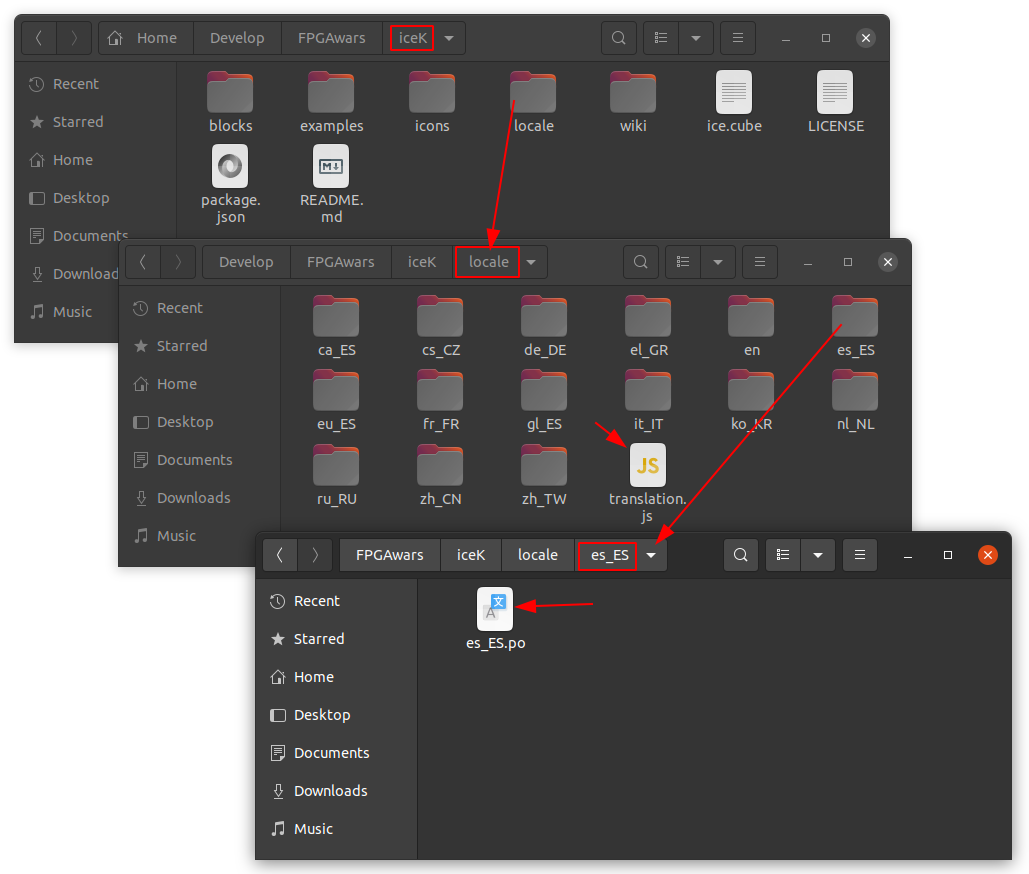 Home Develop FPGAwars iceK
Recent
Starred
Home
Desktop
Documents
Download
Music
blocks examples icons locale wiki ice.cube LICENSE
package.
json
README.
md
M
Develop FPGAwars iceK locale
Recent
Starred
Home
Desktop
Documents
Downloads
Music
ca_ES cs_CZ de_DE el_GR en es_ES
eu_ES fr_FR gl_ES it_IT ko_KR nl_NL
JS
ru_RU zh_CN zh_TW translation.
js
FPGAwars iceK locale es_ES
Recent
Starred
Home
Desktop
Documents
Downloads
Music
文
A
es_ES.po